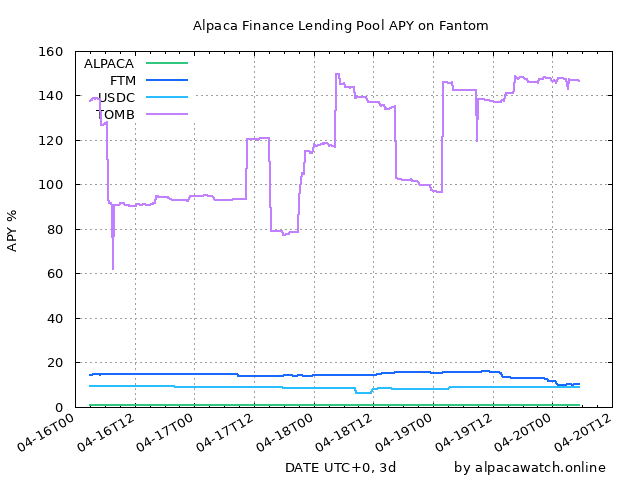 Alpaca Finance Lending Pool APY on Fantom
APY %
160
140
120
100
80
60
40
20
0
ALPACA
FTM
USDC
TOMB
04-16T00
04-16T12
04-17T00
04-17T12
04-18T00
04-18T12
04-19T00
04-19T12
04-20T00
04-20T12
DATE UTC+0, 3d
by alpacawatch.online